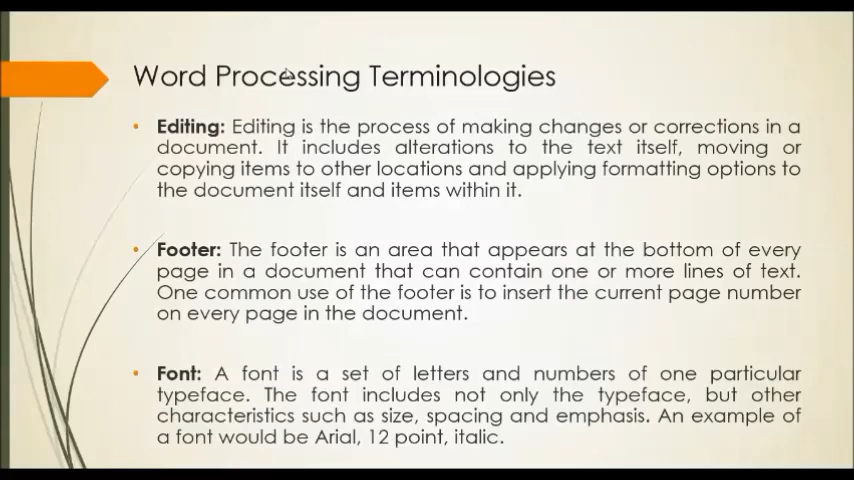 Word Processing Terminologies
• Editing: Editing is the process of making changes or corrections in a
document. It includes alterations to the text itself, moving or
copying items to other locations and applying formatting options to
the document itself and items within it.
• Footer: The footer is an area that appears at the bottom of every
page in a document that can contain one or more lines of text.
One common use of the footer is to insert the current page number
on every page in the document.
• Font: A font is a set of letters and numbers of one particular
typeface. The font includes not only the typeface, but other
characteristics such as size, spacing and emphasis. An example of
a font would be Arial, 12 point, italic.